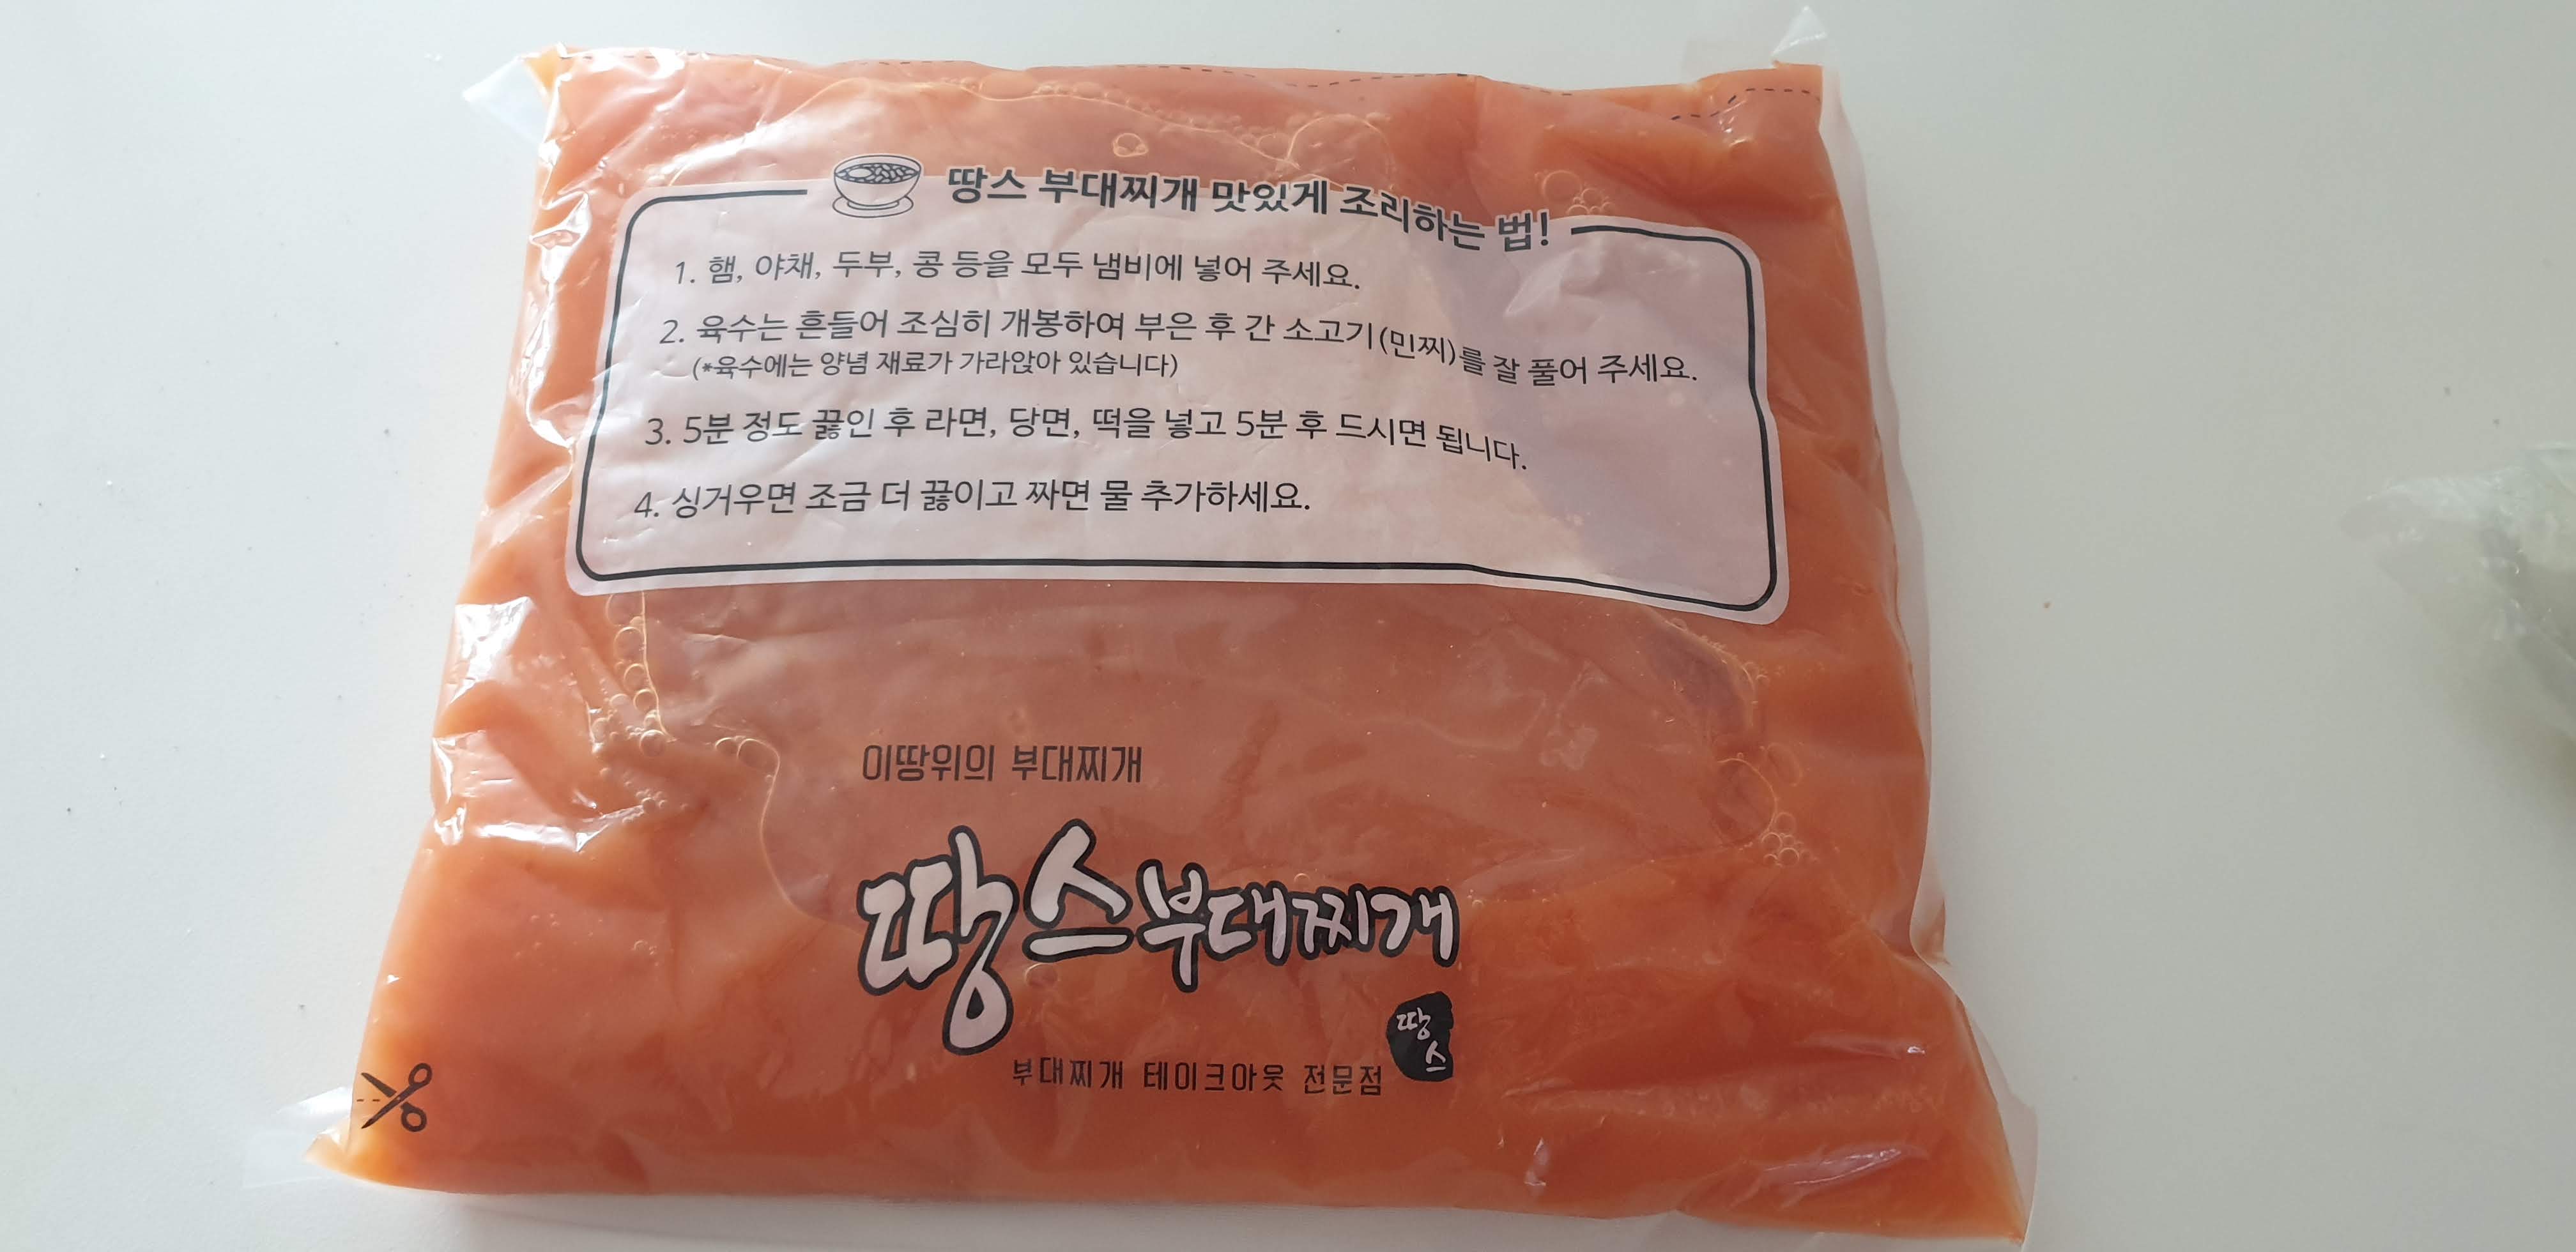 땅스 부대찌개 맛있게 조리하는 법!
1. 햄, 야채, 두부, 콩 등을 모두 냄비에 넣어 주세요.
2. 육수는 흔들어 조심히 개봉하여 부은 후 간 소고기(민찌)를 잘 풀어 주세요.
(*육수에는 양념 재료가 가라앉아 있습니다)
3. 5분 정도 끓인 후 라면, 당면, 떡을 넣고 5분 후 드시면 됩니다.
4. 싱거우면 조금 더 끓이고 짜면 물 추가하세요.
이땅위의 부대찌개
땅스부대찌개
땅스
부대찌개 테이크아웃 전문점